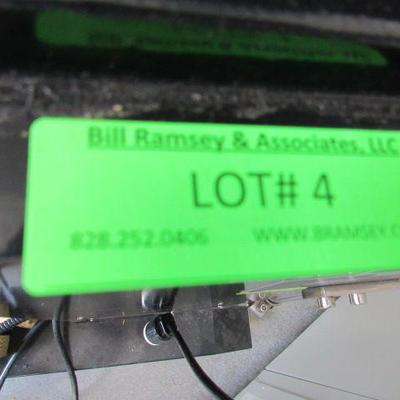 Bill Ramsey & Associates, LLC
LOT# 4
828.252.0406 WWW.BRAMSEY.C